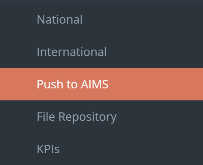 National
International
Push to AIMS
File Repository
KPIs